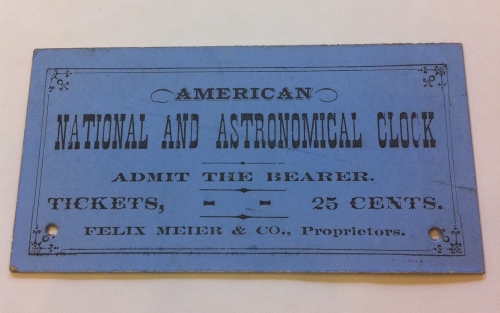 AMERICAN
NATIONAL AND ASTRONOMICAL CLOCK
ADMIT THE BEARER.
TICKETS, - - 25 CENTS.
FELIX MEIER & CO., Proprietors.